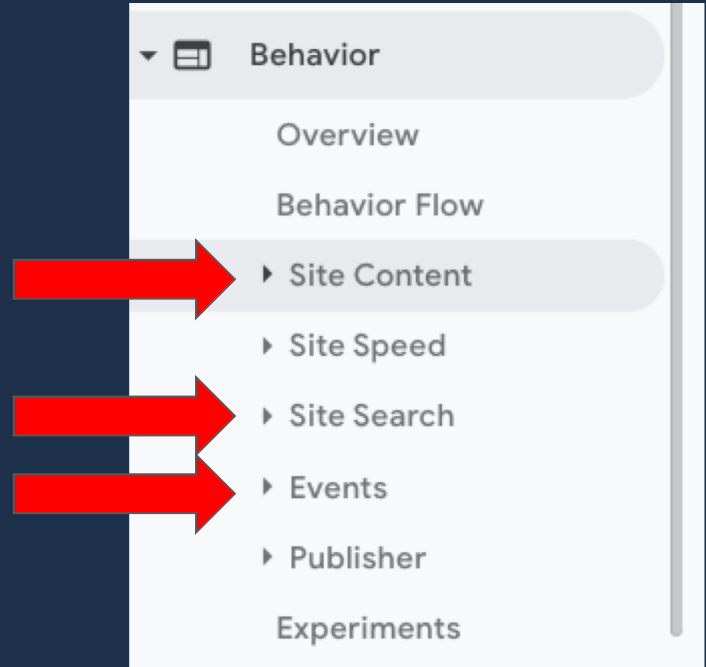 Behavior
Overview
Behavior Flow
Site Content
Site Speed
Site Search
Events
Publisher
Experiments